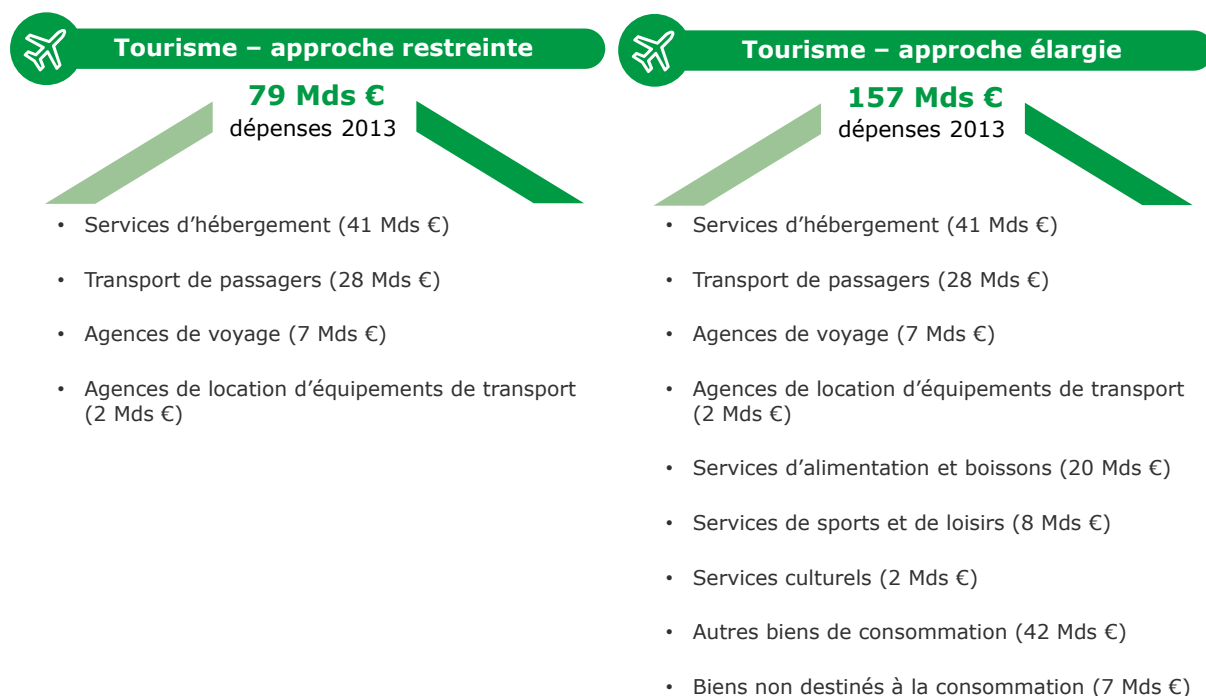 Tourisme – approche restreinte
79 Mds €
dépenses 2013
• Services d’hébergement (41 Mds €)
• Transport de passagers (28 Mds €)
• Agences de voyage (7 Mds €)
• Agences de location d’équipements de transport
(2 Mds €)
Tourisme – approche élargie
157 Mds €
dépenses 2013
• Services d’hébergement (41 Mds €)
• Transport de passagers (28 Mds €)
• Agences de voyage (7 Mds €)
• Agences de location d’équipements de transport
(2 Mds €)
• Services d’alimentation et boissons (20 Mds €)
• Services de sports et de loisirs (8 Mds €)
• Services culturels (2 Mds €)
• Autres biens de consommation (42 Mds €)
• Biens non destinés à la consommation (7 Mds €)